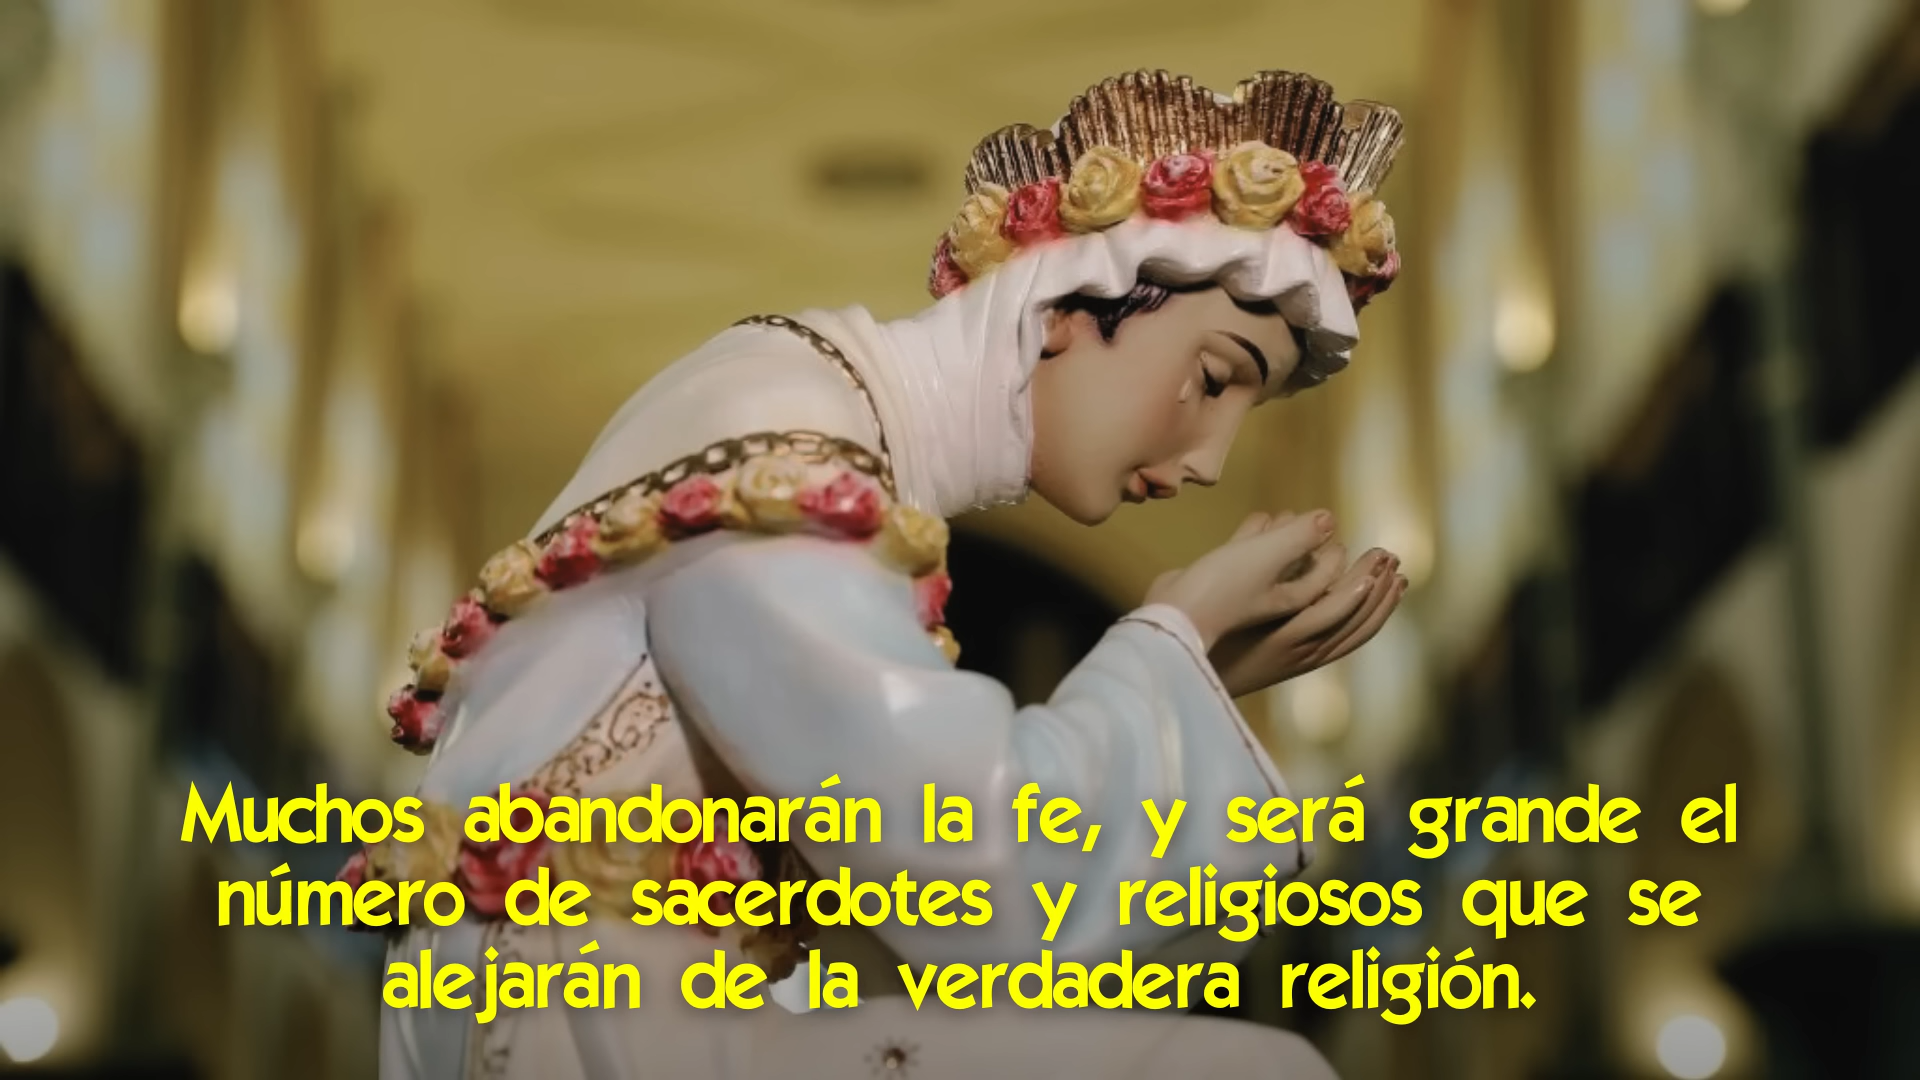 Muchos abandonarán la fe, y será grande el
número de sacerdotes y religiosos que se
alejarán de la verdadera religión.